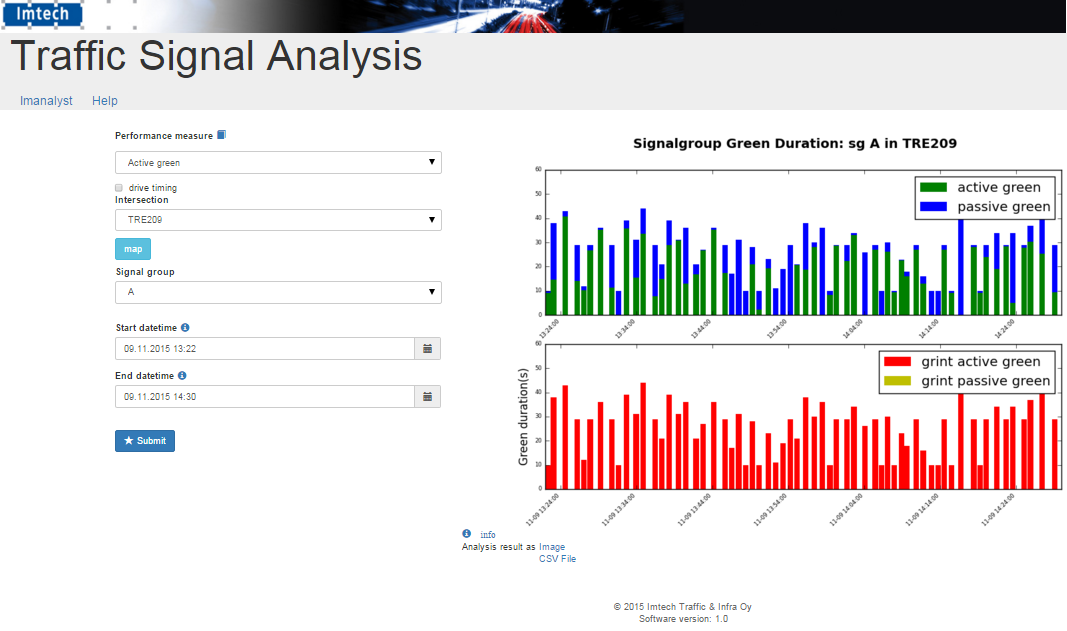 Imtech
Traffic Signal Analysis
Imanalyst Help
Performance measure
Active green
drive timing
Intersection
TRE209
map
Signal group
A
Start datetime
09.11.2015 13:22
End datetime
09.11.2015 14:30
Submit
Signalgroup Green Duration: sg A in TRE209
60
50
40
30
20
10
0
active green
passive green
13:24:00 13:34:00 13:44:00 13:54:00 14:04:00 14:14:00 14:24:00
Green duration(s)
60
50
40
30
20
10
0
grint active green
grint passive green
11-09 13:24:00 11-09 13:34:00 11-09 13:44:00 11-09 13:54:00 11-09 14:04:00 11-09 14:14:00 11-09 14:24:00
info
Analysis result as Image
CSV File
© 2015 Imtech Traffic & Infra Oy
Software version: 1.0